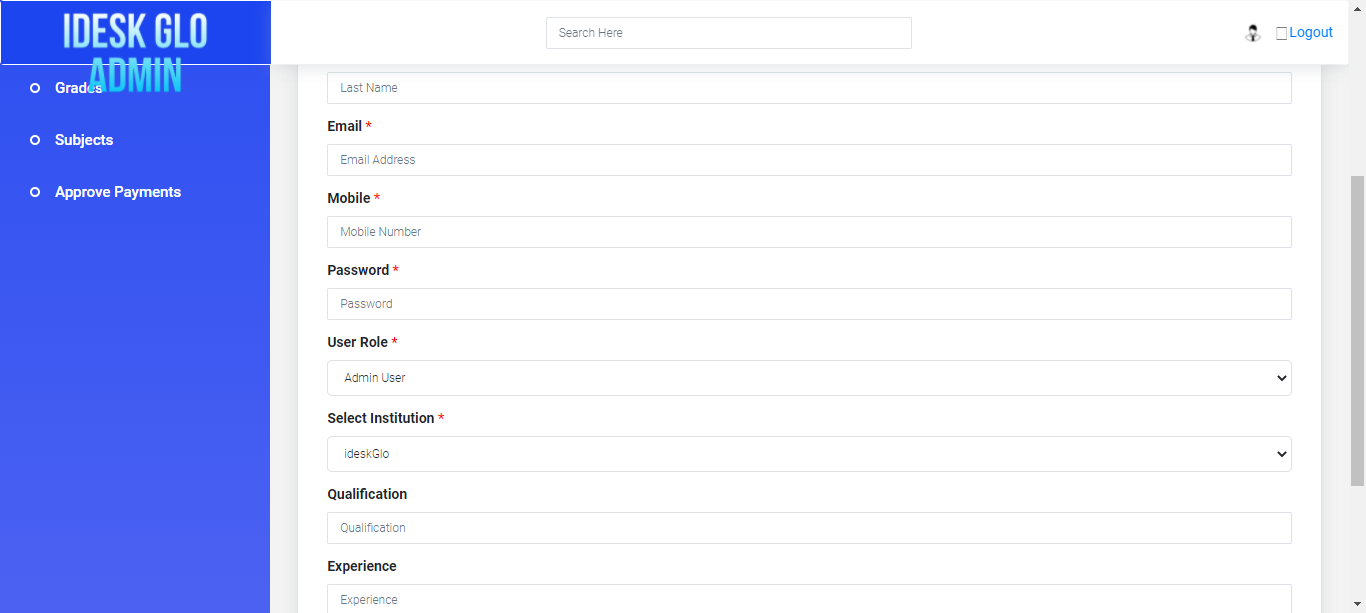 IDESK GLO
ADMIN
Search Here
Logout
Grades
Subjects
Approve Payments
Last Name
Email *
Email Address
Mobile *
Mobile Number
Password *
Password
User Role *
Admin User
Select Institution *
ideskGlo
Qualification
Qualification
Experience
Experience